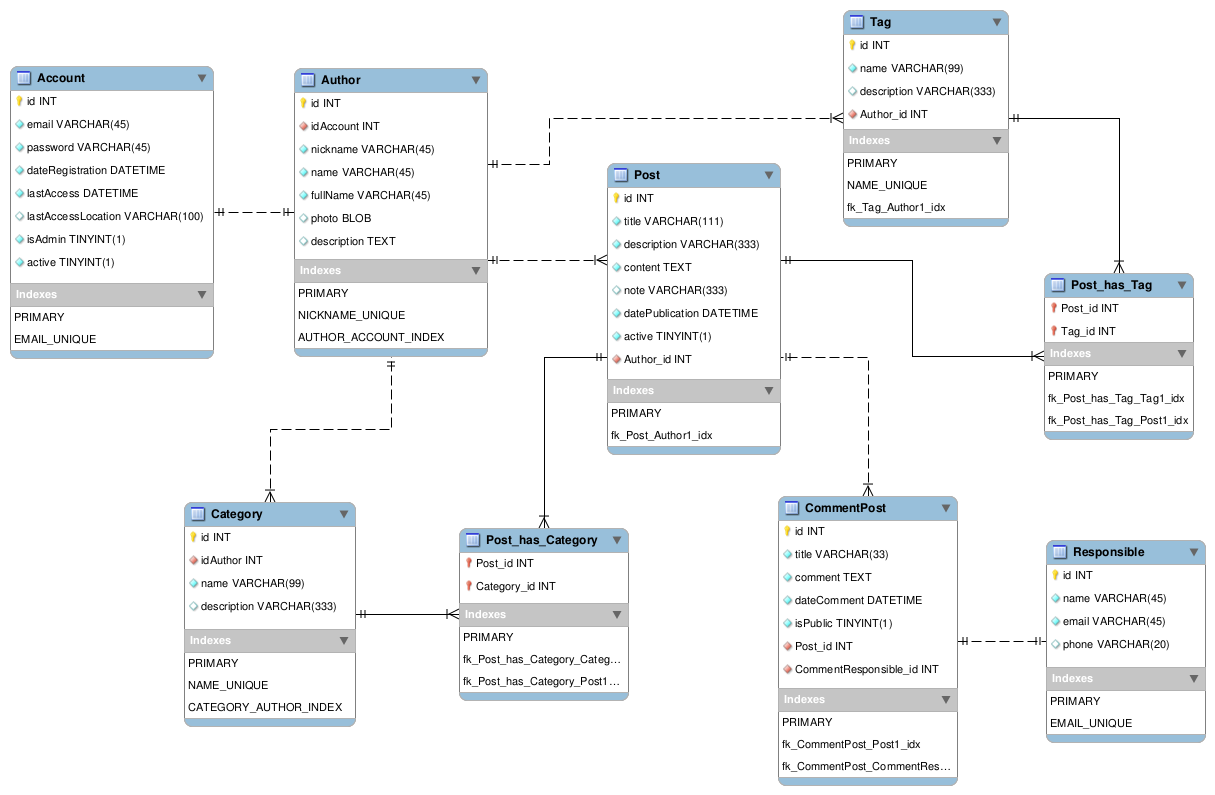 Account
id INT
email VARCHAR(45)
password VARCHAR(45)
dateRegistration DATETIME
lastAccess DATETIME
lastAccessLocation VARCHAR(100)
isAdmin TINYINT(1)
active TINYINT(1)
Indexes
PRIMARY
EMAIL_UNIQUE
Author
id INT
idAccount INT
nickname VARCHAR(45)
name VARCHAR(45)
fullName VARCHAR(45)
photo BLOB
description TEXT
Indexes
PRIMARY
NICKNAME_UNIQUE
AUTHOR_ACCOUNT_INDEX
Tag
id INT
name VARCHAR(99)
description VARCHAR(333)
Author_id INT
Indexes
PRIMARY
NAME_UNIQUE
fk_Tag_Author1_idx
Post
id INT
title VARCHAR(111)
description VARCHAR(333)
content TEXT
note VARCHAR(333)
datePublication DATETIME
active TINYINT(1)
Author_id INT
Indexes
PRIMARY
fk_Post_Author1_idx
Post_has_Tag
Post_id INT
Tag_id INT
Indexes
PRIMARY
fk_Post_has_Tag_Tag1_idx
fk_Post_has_Tag_Post1_idx
Category
id INT
idAuthor INT
name VARCHAR(99)
description VARCHAR(333)
Indexes
PRIMARY
NAME_UNIQUE
CATEGORY_AUTHOR_INDEX
Post_has_Category
Post_id INT
Category_id INT
Indexes
PRIMARY
fk_Post_has_Category_Categ...
fk_Post_has_Category_Post1...
CommentPost
id INT
title VARCHAR(33)
comment TEXT
dateComment DATETIME
isPublic TINYINT(1)
Post_id INT
CommentResponsible_id INT
Indexes
PRIMARY
fk_CommentPost_Post1_idx
fk_CommentPost_CommentRes...
Responsible
id INT
name VARCHAR(45)
email VARCHAR(45)
phone VARCHAR(20)
Indexes
PRIMARY
EMAIL_UNIQUE